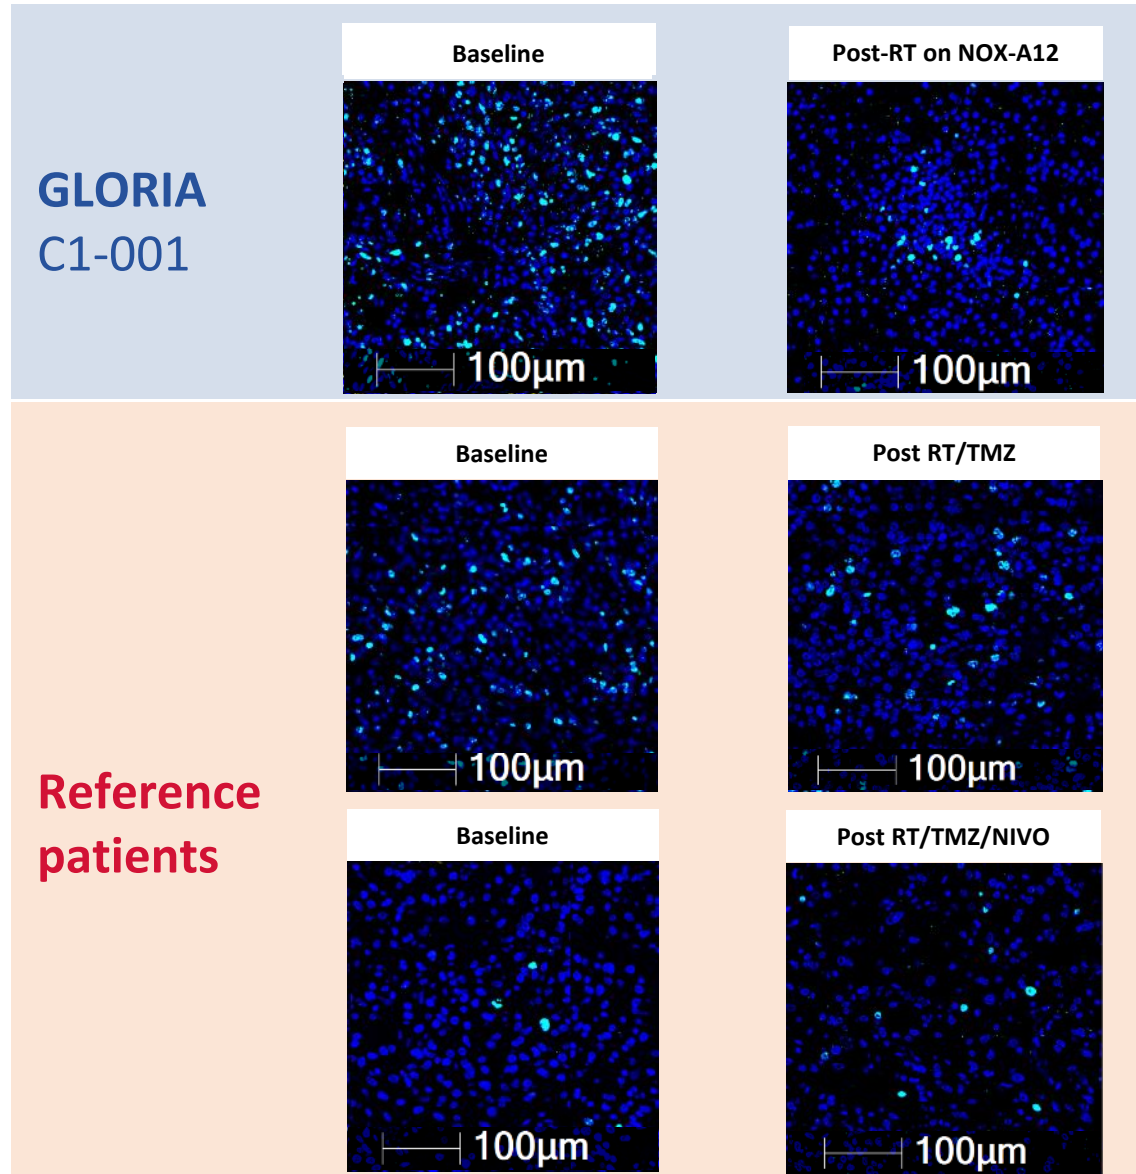 Baseline
Post-RT on NOX-A12
GLORIA
C1-001
100µm
100µm
Baseline
Post RT/TMZ
100µm
100µm
Reference
patients
Baseline
Post RT/TMZ/NIVO
100µm
100µm